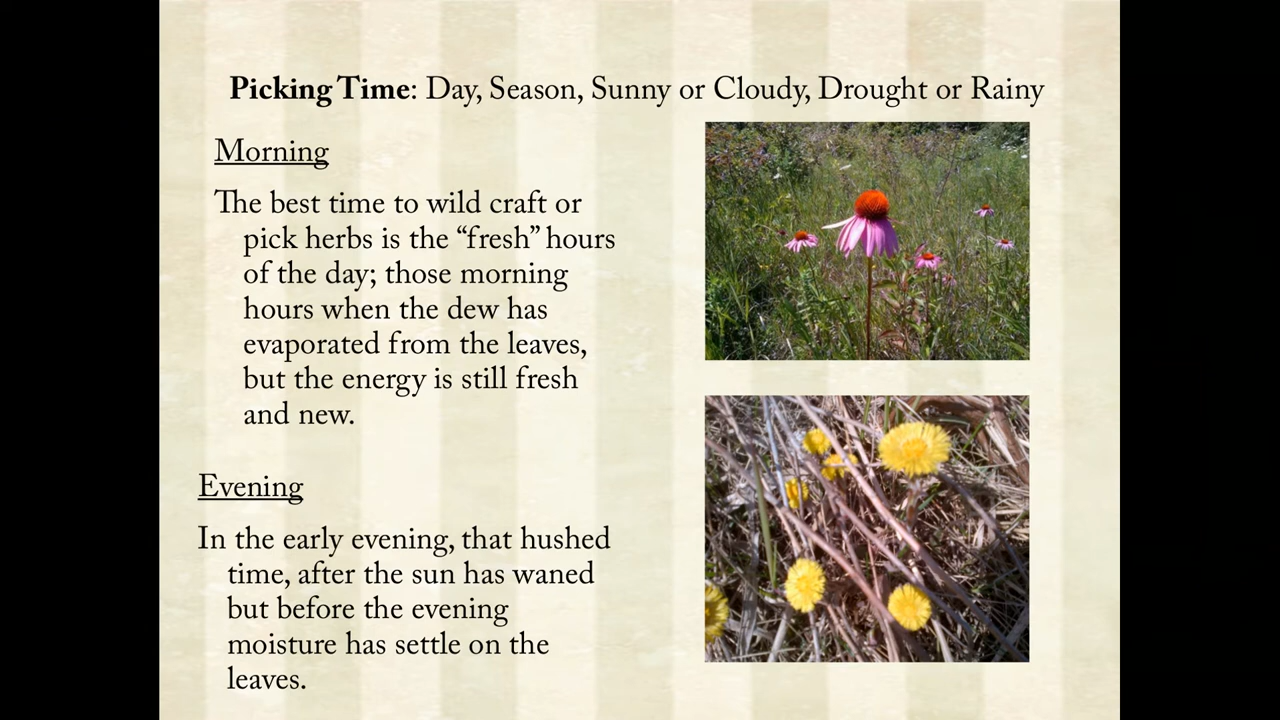 Picking Time: Day, Season, Sunny or Cloudy, Drought or Rainy
Morning
The best time to wild craft or
pick herbs is the “fresh” hours
of the day; those morning
hours when the dew has
evaporated from the leaves,
but the energy is still fresh
and new.
Evening
In the early evening, that hushed
time, after the sun has waned
but before the evening
moisture has settle on the
leaves.